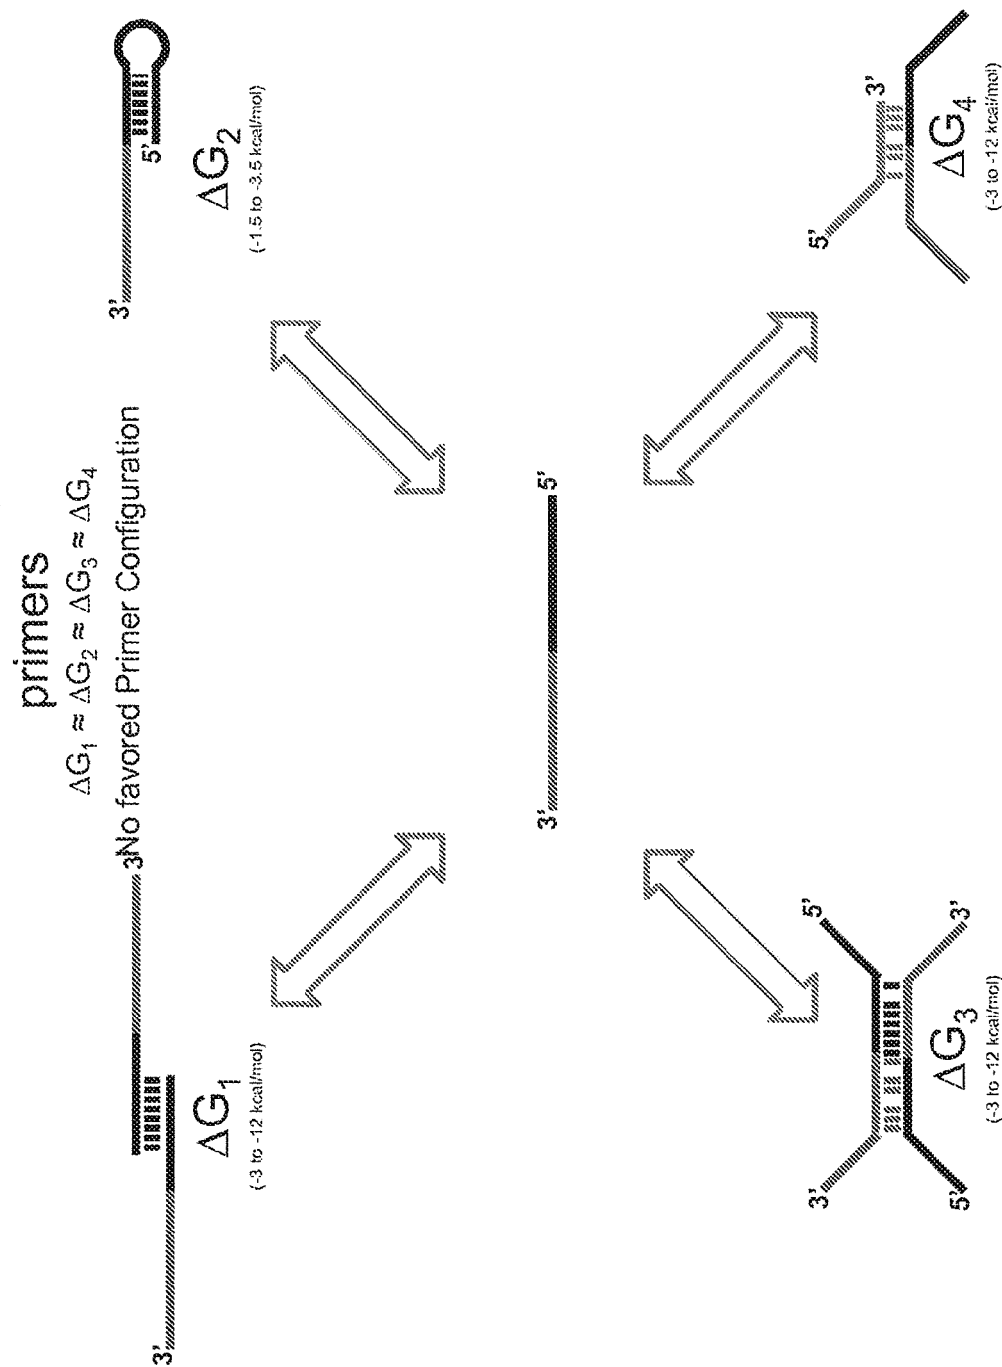 primers
ΔG1 ≈ ΔG2 ≈ ΔG3 ≈ ΔG4
No favored Primer Configuration
3'
3'
ΔG1
(-3 to -12 kcal/mol)
3'
5'
ΔG2
(-1.5 to -3.5 kcal/mol)
3'
5'
3'
5'
5'
3'
ΔG3
(-3 to -12 kcal/mol)
5'
3'
ΔG4
(-3 to -12 kcal/mol)